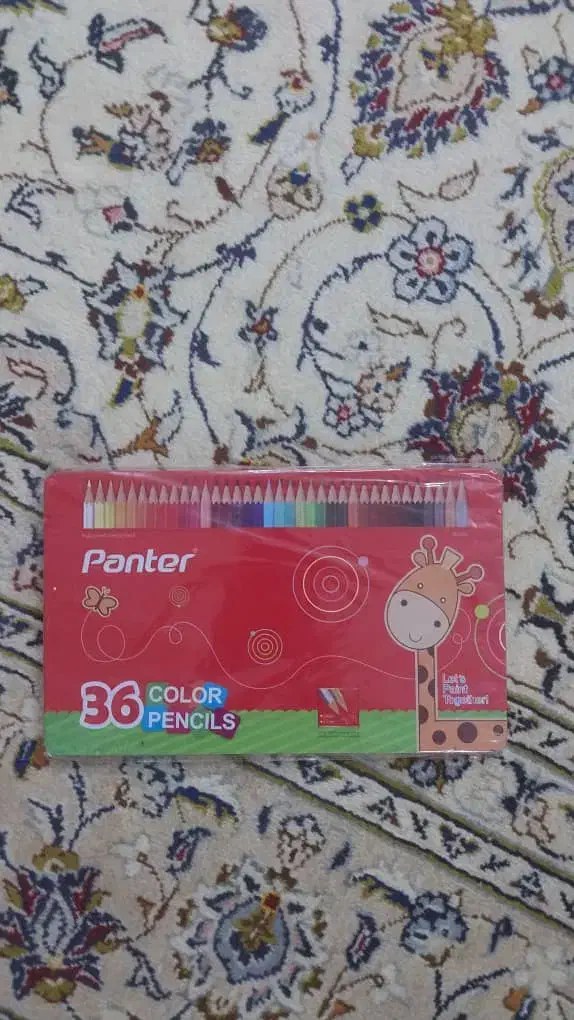 Panter
36 COLOR
PENCILS
Let's
Paint
Together!